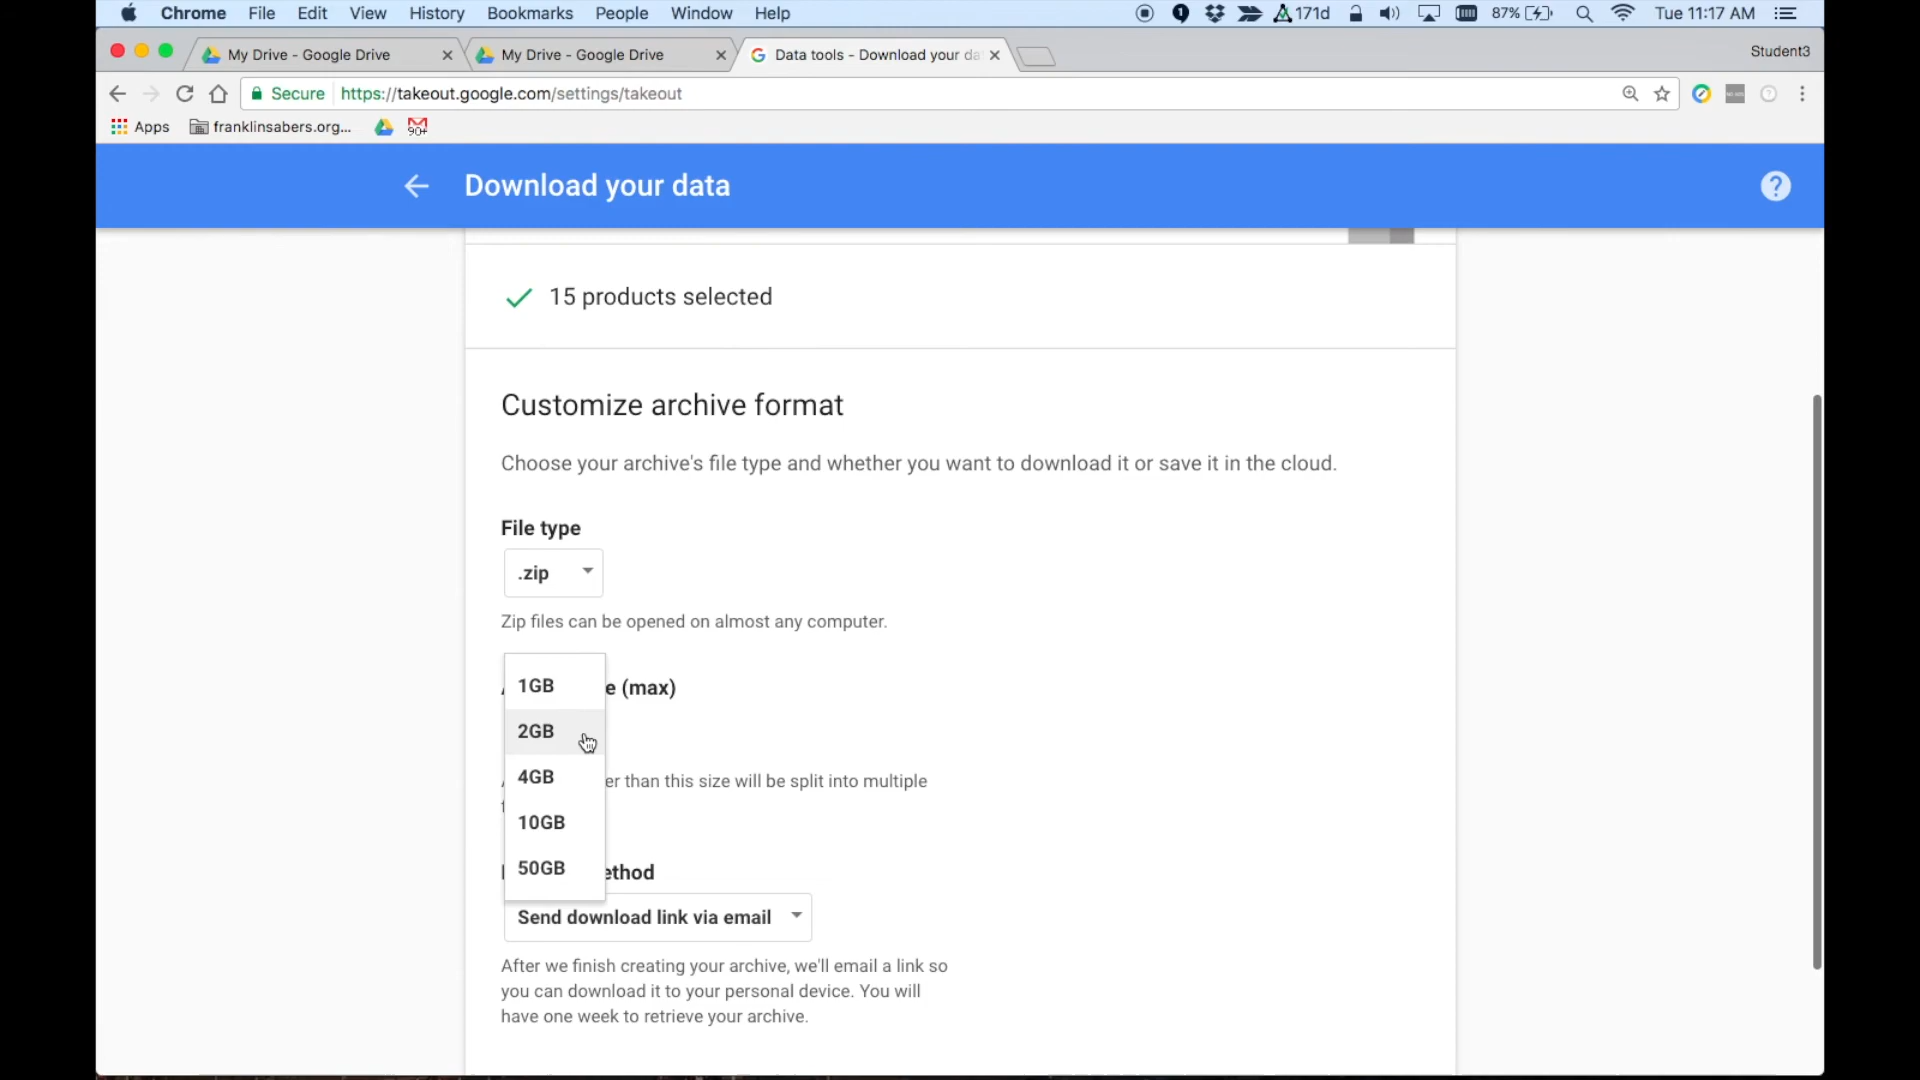 Chrome File Edit View History Bookmarks People Window Help 171d 87% Tue 11:17 AM
My Drive - Google Drive My Drive - Google Drive Data tools - Download your da Student3
Secure https://takeout.google.com/settings/takeout
Apps franklinsabers.org... 90+
Download your data
15 products selected
Customize archive format
Choose your archive's file type and whether you want to download it or save it in the cloud.
File type
.zip
Zip files can be opened on almost any computer.
1GB
e (max)
2GB
4GB
er than this size will be split into multiple
10GB
50GB
ethod
Send download link via email
After we finish creating your archive, we'll email a link so
you can download it to your personal device. You will
have one week to retrieve your archive.